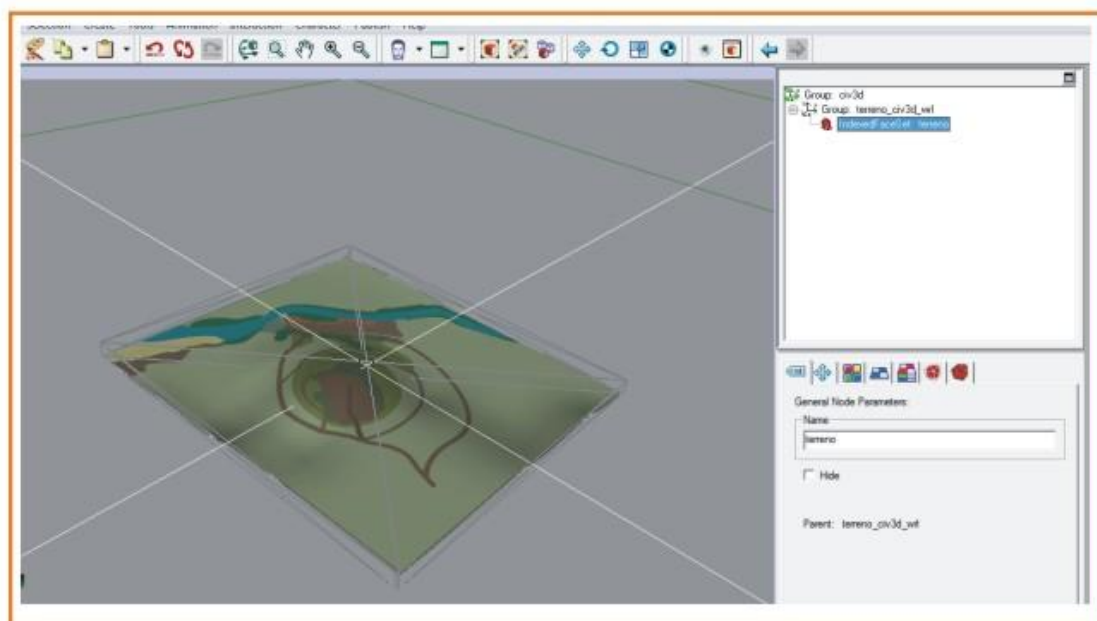 Group: civ3d
Group: terreno_civ3d_wrl
IndexedFaceSet: terreno
General Node Parameters:
Name
terreno
Hide
Parent: terreno_civ3d_wrl